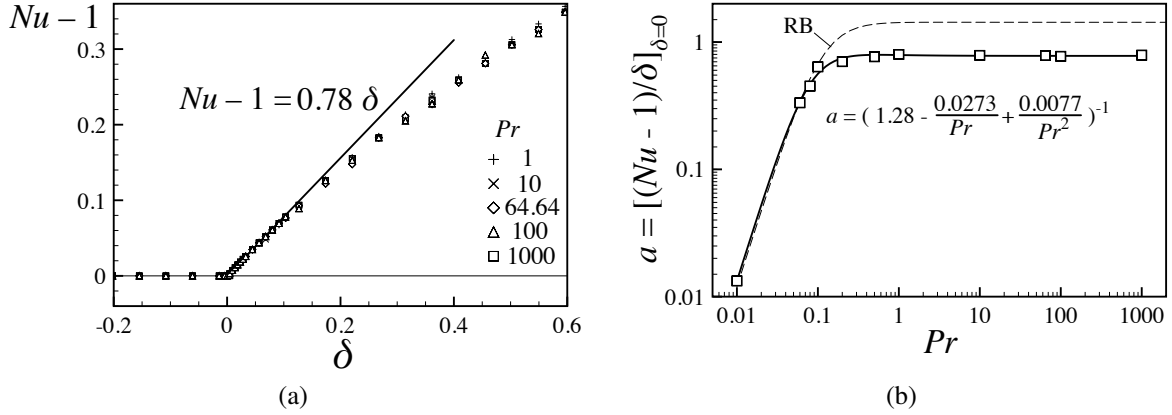 Nu – 1
0.3
0.2
0.1
0
-0.2
0
0.2
0.4
0.6
δ
Nu – 1 = 0.78 δ
Pr
1
10
64.64
100
1000
(a)
a = [(Nu - 1)/δ]δ=0
1
0.1
0.01
0.01
0.1
1
10
100
1000
Pr
RB
a = ( 1.28 - 0.0273/Pr + 0.0077/Pr² )⁻¹
(b)